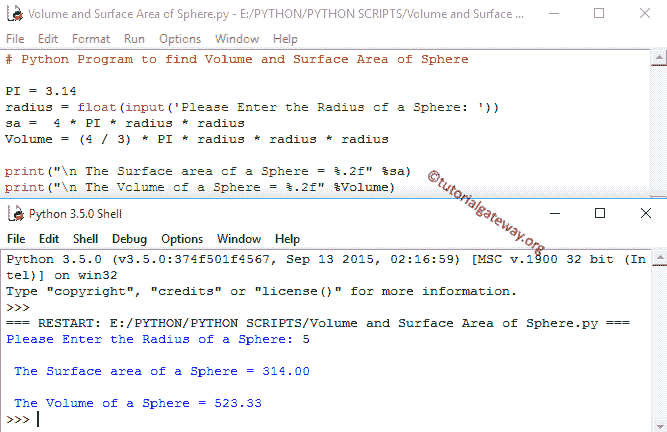 Volume and Surface Area of Sphere.py - E:/PYTHON/PYTHON SCRIPTS/Volume and Surface ...
File Edit Format Run Options Window Help
# Python Program to find Volume and Surface Area of Sphere
PI = 3.14
radius = float(input('Please Enter the Radius of a Sphere: '))
sa =  4 * PI * radius * radius
Volume = (4 / 3) * PI * radius * radius * radius
print("\n The Surface area of a Sphere = %.2f" %sa)
print("\n The Volume of a Sphere = %.2f" %Volume)
©tutorialgateway.org
Python 3.5.0 Shell
File Edit Shell Debug Options Window Help
Python 3.5.0 (v3.5.0:374f501f4567, Sep 13 2015, 02:16:59) [MSC v.1900 32 bit (In
tel)] on win32
Type "copyright", "credits" or "license()" for more information.
>>>
=== RESTART: E:/PYTHON/PYTHON SCRIPTS/Volume and Surface Area of Sphere.py ===
Please Enter the Radius of a Sphere: 5
The Surface area of a Sphere = 314.00
The Volume of a Sphere = 523.33
>>>